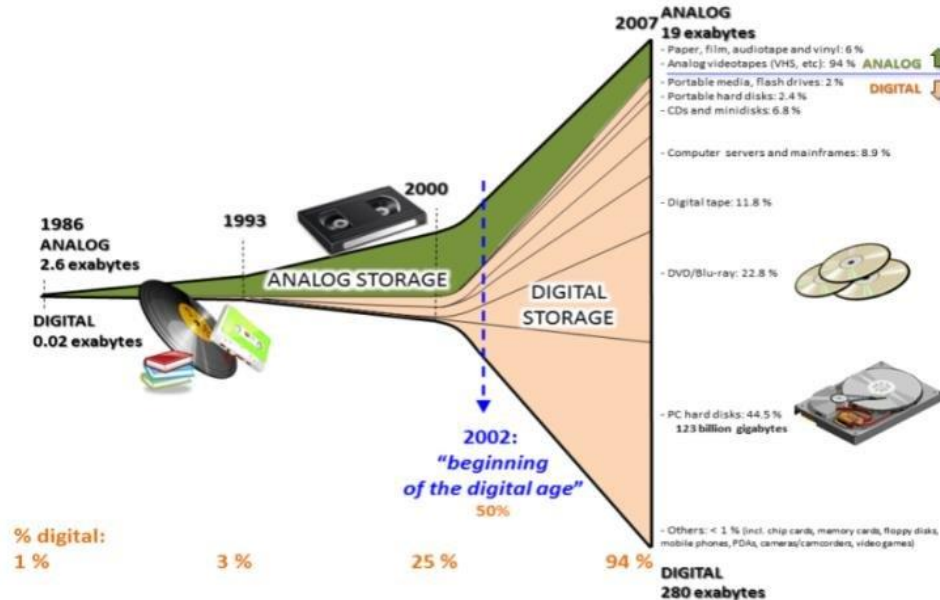 2007
ANALOG
19 exabytes
- Paper, film, audiotape and vinyl: 6 %
- Analog videotapes (VHS, etc): 94 %
ANALOG
DIGITAL
- Portable media, flash drives: 2 %
- Portable hard disks: 2.4 %
- CDs and minidisks: 6.8 %
- Computer servers and mainframes: 8.9 %
- Digital tape: 11.8 %
- DVD/Blu-ray: 22.8 %
- PC hard disks: 44.5 %
123 billion gigabytes
- Others: < 1 % (incl. chip cards, memory cards, floppy disks,
mobile phones, PDAs, cameras/camcorders, video games)
DIGITAL
280 exabytes
1986
ANALOG
2.6 exabytes
DIGITAL
0.02 exabytes
1993
2000
ANALOG STORAGE
DIGITAL
STORAGE
2002:
"beginning
of the digital age"
50%
% digital:
1 %
3 %
25 %
94 %